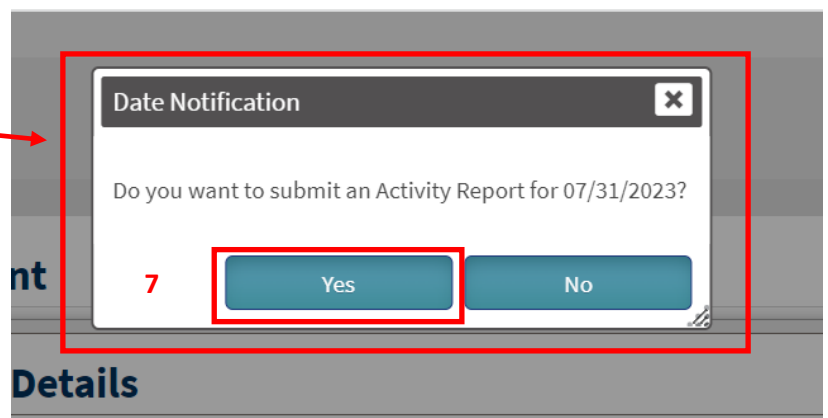 Date Notification
Do you want to submit an Activity Report for 07/31/2023?
nt
7 Yes No
Details